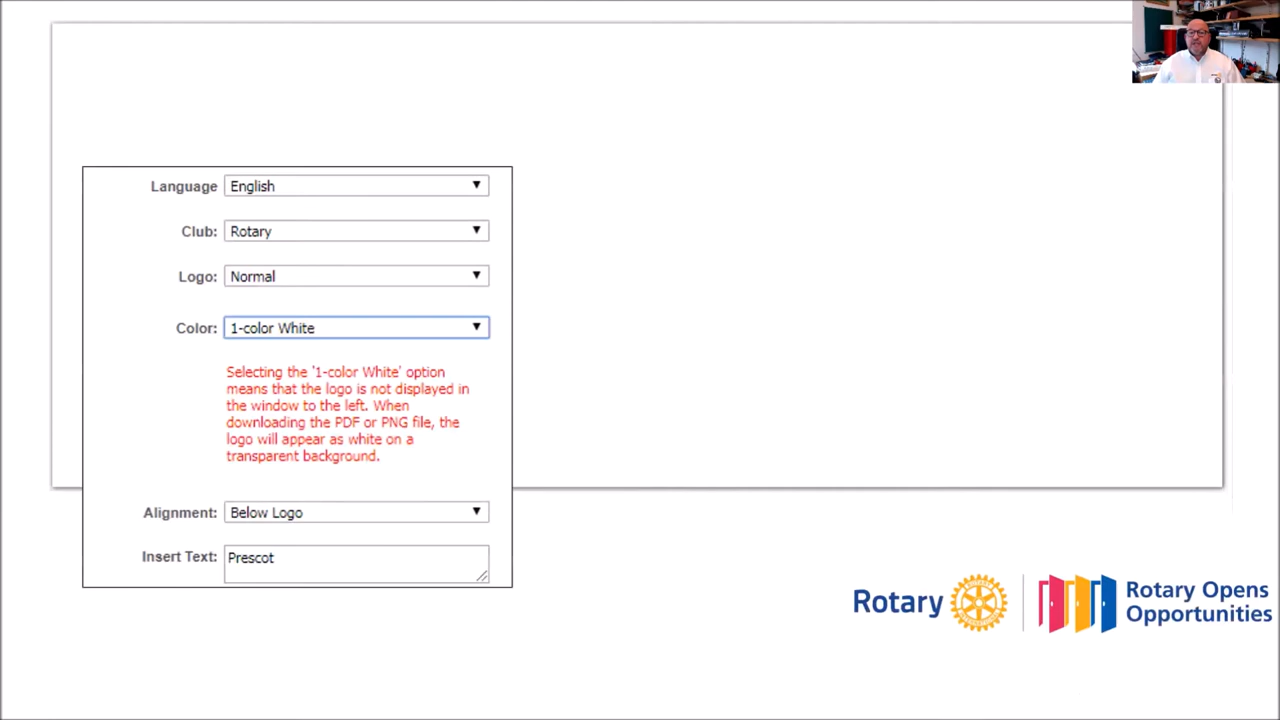 Language English
Club: Rotary
Logo: Normal
Color: 1-color White
Selecting the '1-color White' option
means that the logo is not displayed in
the window to the left. When
downloading the PDF or PNG file, the
logo will appear as white on a
transparent background.
Alignment: Below Logo
Insert Text: Prescot
Rotary
Rotary Opens
Opportunities